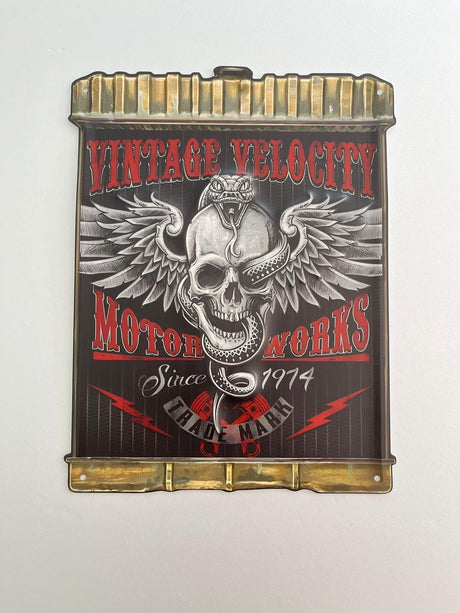 VINTAGE VELOCITY
MOTOR WORKS
Since 1974
TRADE MARK